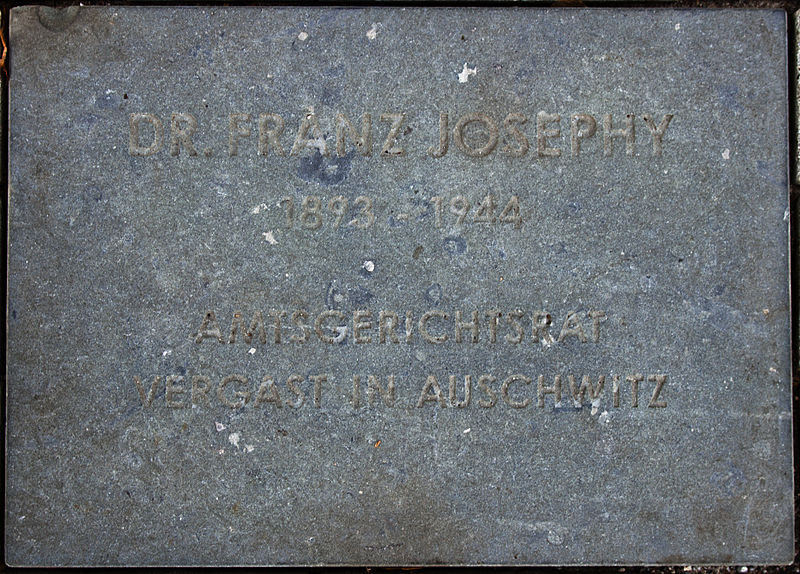 DR. FRANZ JOSEPHY
1893 - 1944
AMTSGERICHTSRAT
VERGAST IN AUSCHWITZ